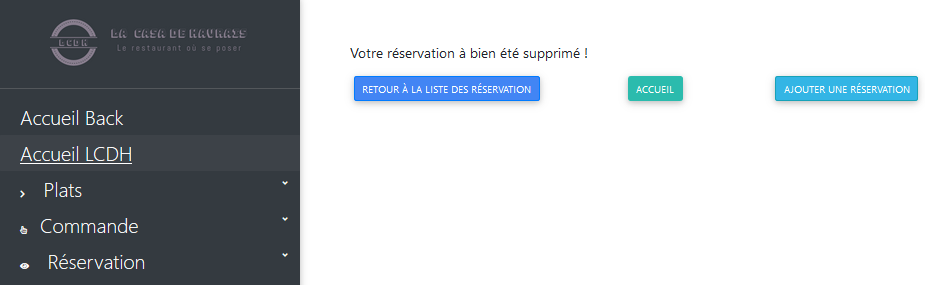 LCDH
LA CASA DE HAVRAIS
Le restaurant où se poser
Accueil Back
Accueil LCDH
Plats
Commande
Réservation
Votre réservation à bien été supprimé !
RETOUR À LA LISTE DES RÉSERVATION
ACCUEIL
AJOUTER UNE RÉSERVATION